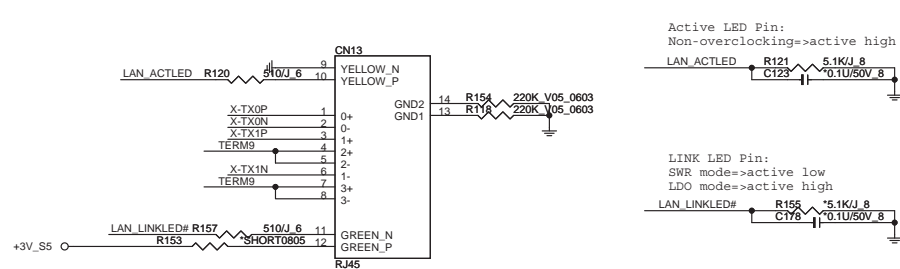 CN13
LAN_ACTLED R120 510/J_6 9 YELLOW_N
10 YELLOW_P
X-TX0P 1 0+
X-TX0N 2 0-
X-TX1P 3 1+
TERM9 4 2+
5 2-
X-TX1N 6 1-
TERM9 7 3+
8 3-
GND2 14 R154 220K_V05_0603
GND1 13 R118 220K_V05_0603
LAN_LINKLED# R157 510/J_6 11 GREEN_N
+3V_S5 R153 *SHORT0805 12 GREEN_P
RJ45
Active LED Pin:
Non-overclocking=>active high
LAN_ACTLED R121 5.1K/J_8
C123 *0.1U/50V_8
LINK LED Pin:
SWR mode=>active low
LDO mode=>active high
LAN_LINKLED# R155 *5.1K/J_8
C178 *0.1U/50V_8